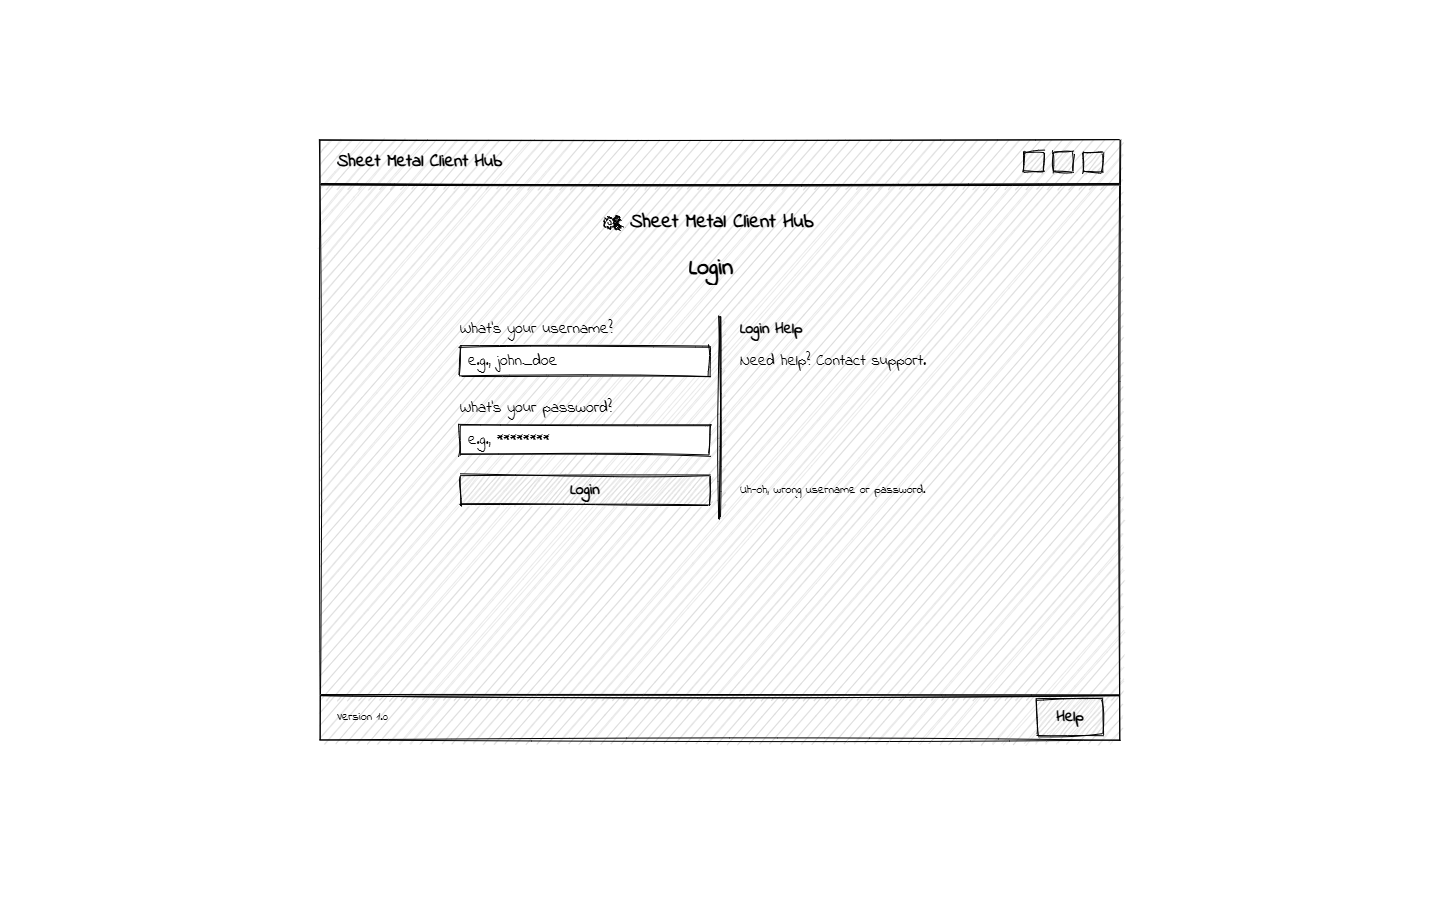 Sheet Metal Client Hub
Sheet Metal Client Hub
Login
What's your username?
e.g., john_doe
What's your password?
e.g., ********
Login
Login Help
Need help? Contact support.
Uh-oh, wrong username or password.
Version 1.0
Help